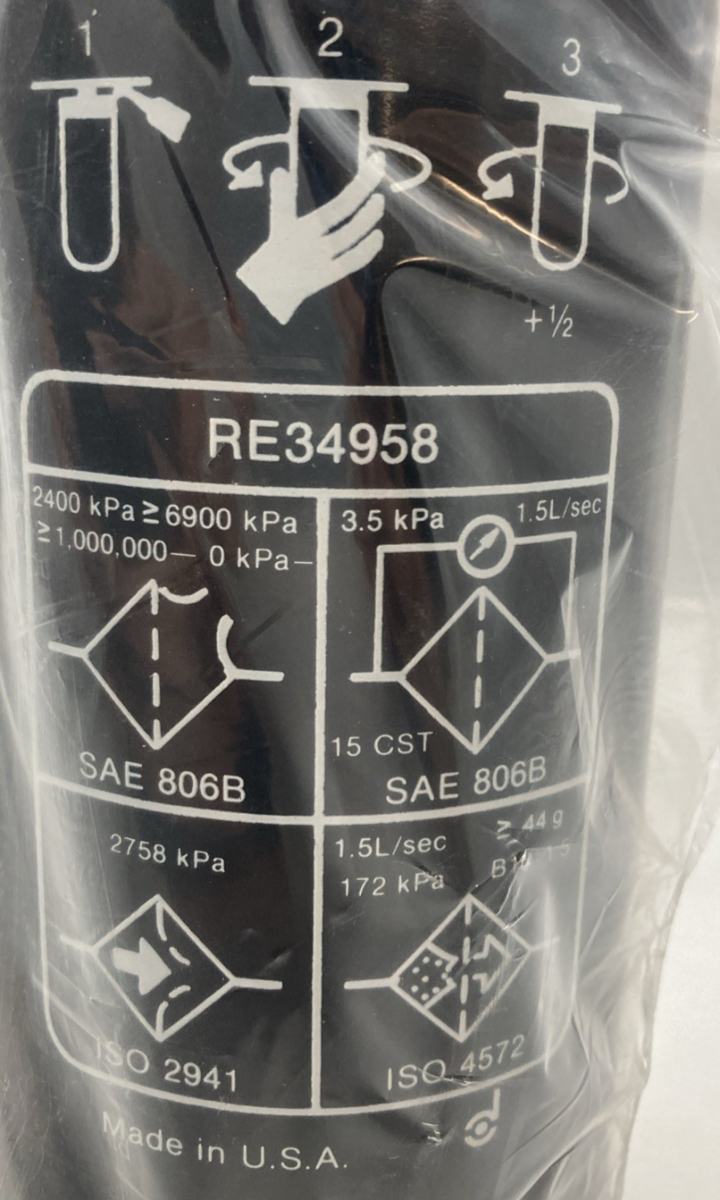 1
2
3
+ 1/2
RE34958
2400 kPa ≥ 6900 kPa
≥ 1,000,000 — 0 kPa —
SAE 806B
3.5 kPa
1.5L/sec
15 CST
SAE 806B
2758 kPa
ISO 2941
1.5L/sec
≥ 44 g
172 kPa
ISO 4572
Made in U.S.A.